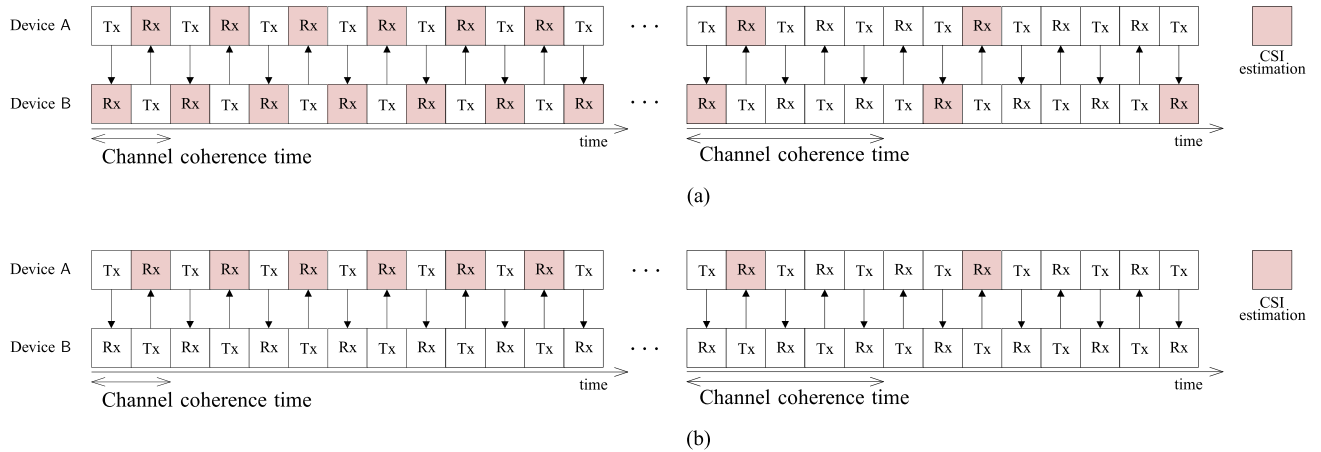 Device A Tx Rx Tx Rx Tx Rx Tx Rx Tx Rx Tx Rx Tx ... Tx Rx Tx Rx Tx Rx Tx Rx Tx Rx Tx Rx Tx
CSI
estimation
Device B Rx Tx Rx Tx Rx Tx Rx Tx Rx Tx Rx Tx Rx ... Rx Tx Rx Tx Rx Tx Rx Tx Rx Tx Rx Tx Rx
time time
Channel coherence time Channel coherence time
(a)
Device A Tx Rx Tx Rx Tx Rx Tx Rx Tx Rx Tx Rx Tx ... Tx Rx Tx Rx Tx Rx Tx Rx Tx Rx Tx Rx Tx
CSI
estimation
Device B Rx Tx Rx Tx Rx Tx Rx Tx Rx Tx Rx Tx Rx ... Rx Tx Rx Tx Rx Tx Rx Tx Rx Tx Rx Tx Rx
time time
Channel coherence time Channel coherence time
(b)